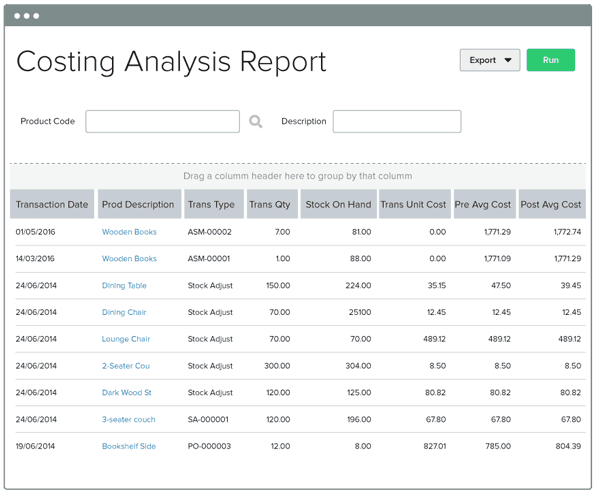 Costing Analysis Report
Export Run
Product Code Description
Drag a column header here to group by that column
Transaction Date Prod Description Trans Type Trans Qty Stock On Hand Trans Unit Cost Pre Avg Cost Post Avg Cost
01/05/2016 Wooden Books ASM-00002 7.00 81.00 0.00 1,771.29 1,772.74
14/03/2016 Wooden Books ASM-00001 1.00 88.00 0.00 1,771.09 1,771.29
24/06/2014 Dining Table Stock Adjust 150.00 224.00 35.15 47.50 39.45
24/06/2014 Dining Chair Stock Adjust 70.00 25100 12.45 12.45 12.45
24/06/2014 Lounge Chair Stock Adjust 70.00 70.00 489.12 489.12 489.12
24/06/2014 2-Seater Cou Stock Adjust 300.00 304.00 8.50 8.50 8.50
24/06/2014 Dark Wood St Stock Adjust 120.00 125.00 80.82 80.82 80.82
24/06/2014 3-seater couch SA-000001 120.00 196.00 67.80 67.80 67.80
19/06/2014 Bookshelf Side PO-000003 12.00 8.00 827.01 785.00 804.39